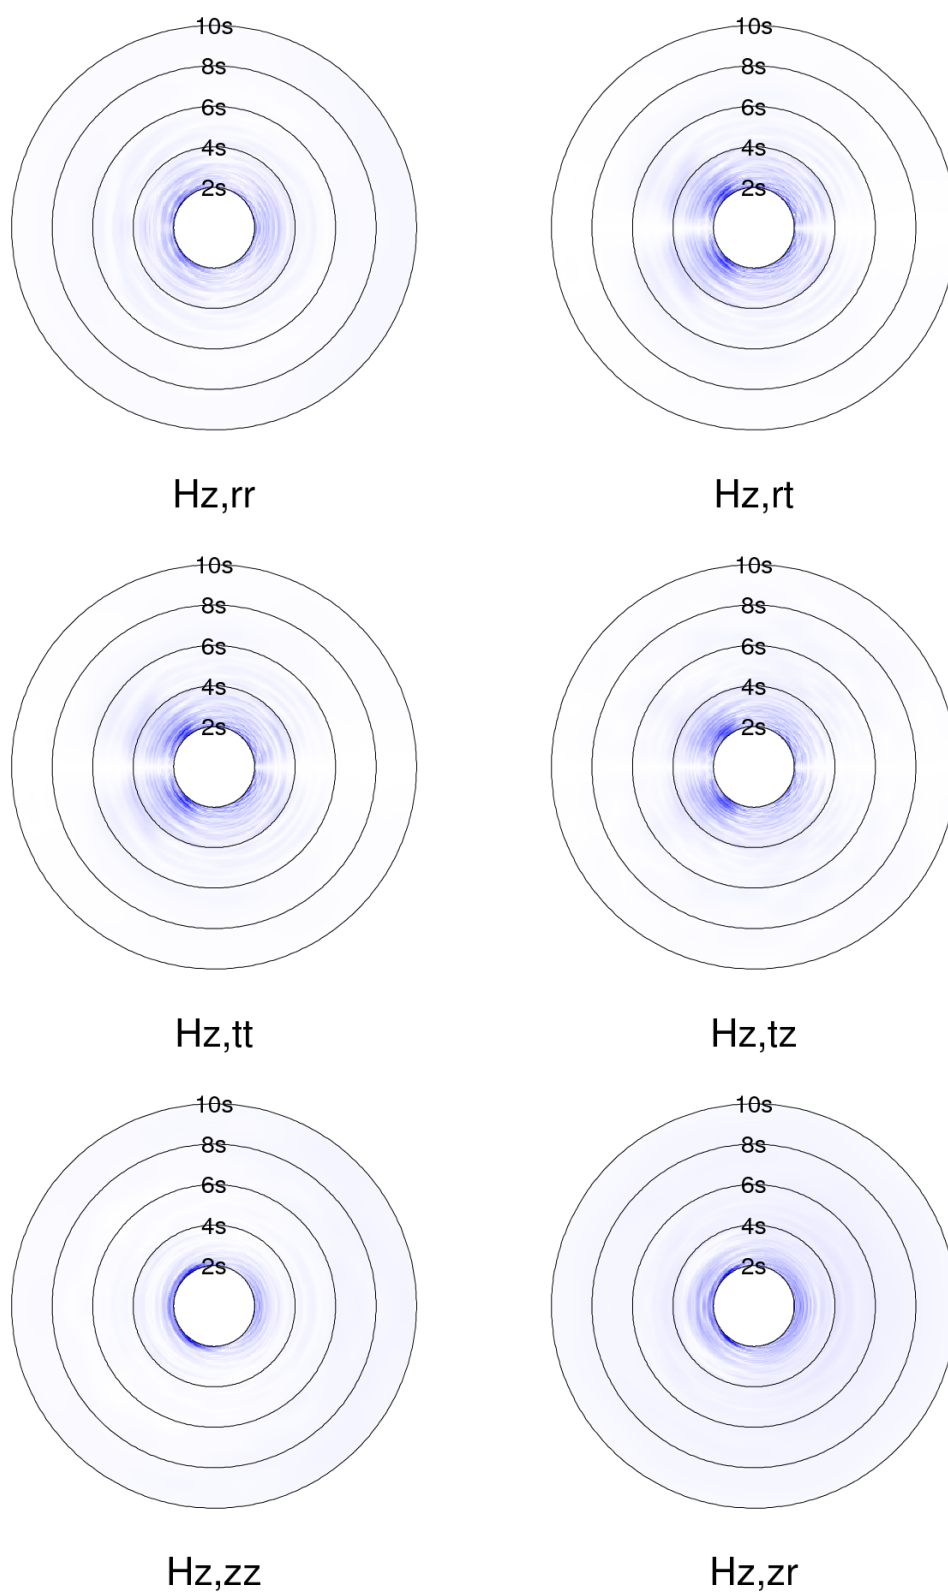 10s 10s
8s 8s
6s 6s
4s 4s
2s 2s
Hz,rr Hz,rt
10s 10s
8s 8s
6s 6s
4s 4s
2s 2s
Hz,tt Hz,tz
10s 10s
8s 8s
6s 6s
4s 4s
2s 2s
Hz,zz Hz,zr